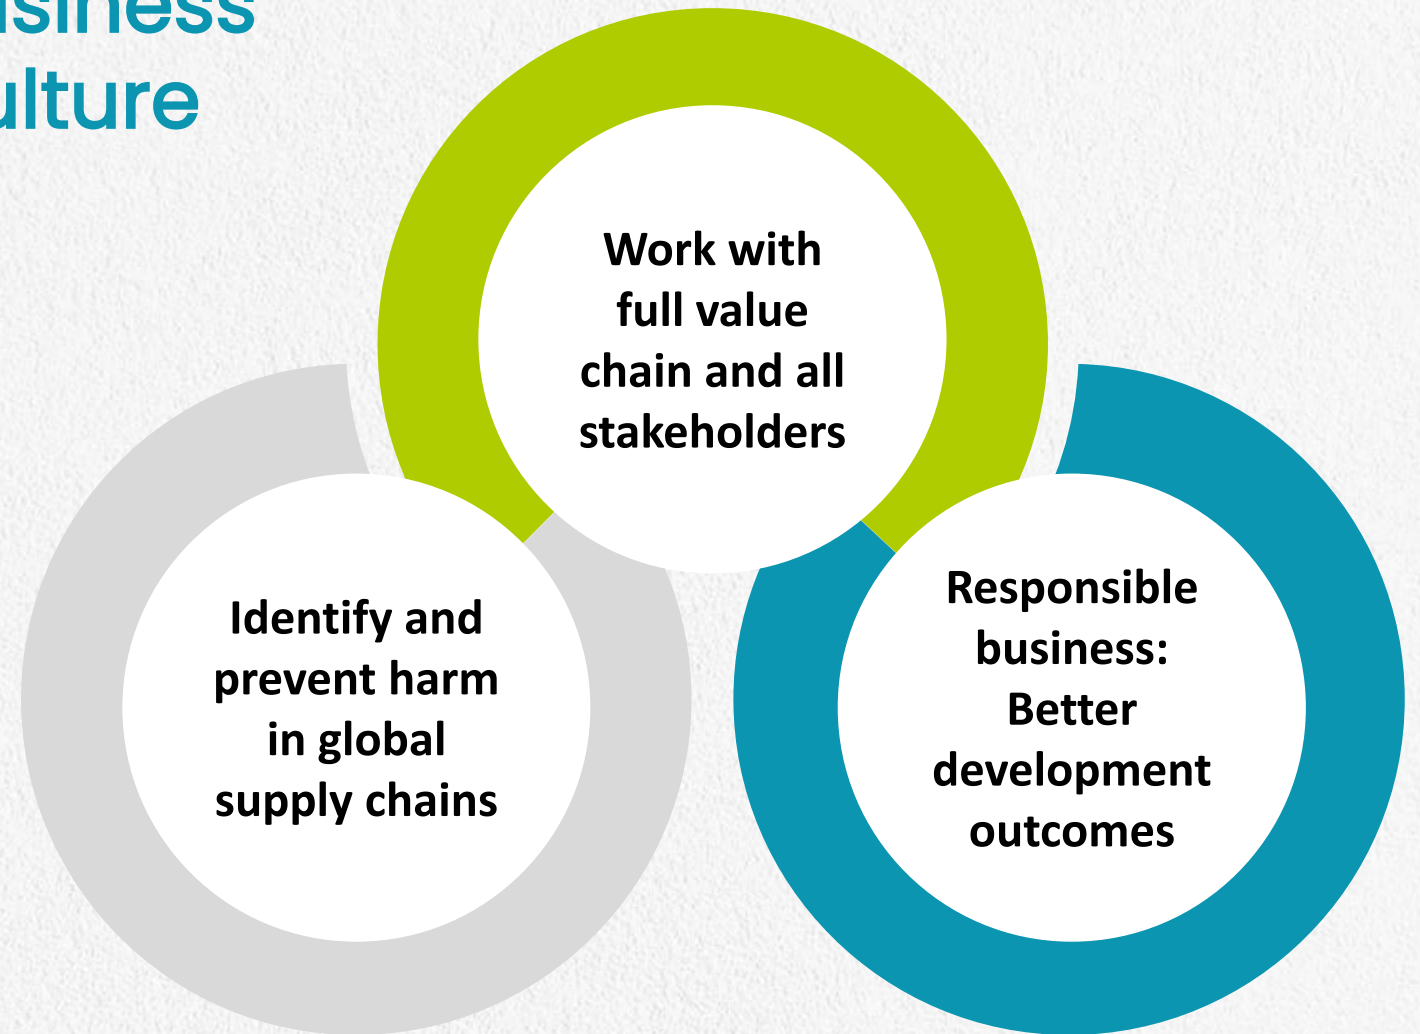 Work with
full value
chain and all
stakeholders
Identify and
prevent harm
in global
supply chains
Responsible
business:
Better
development
outcomes